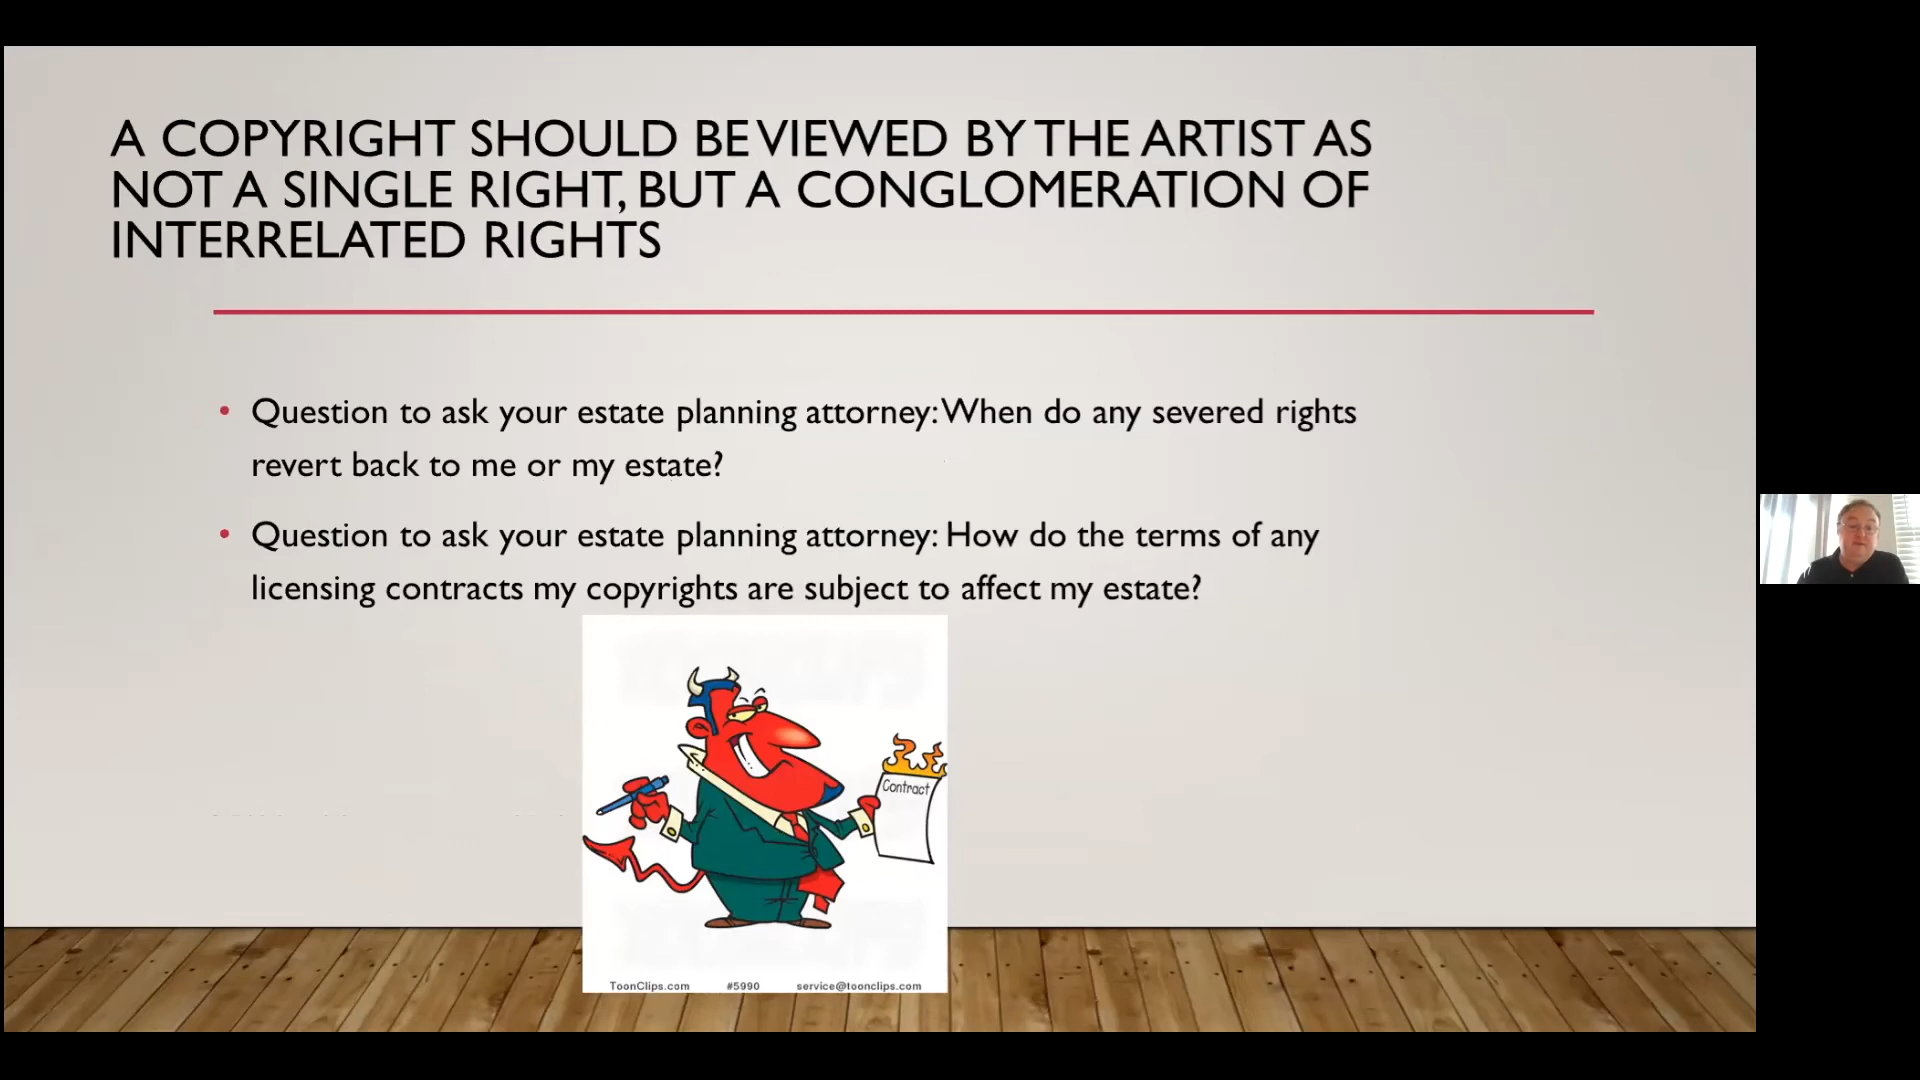 A COPYRIGHT SHOULD BE VIEWED BY THE ARTIST AS
NOT A SINGLE RIGHT, BUT A CONGLOMERATION OF
INTERRELATED RIGHTS
• Question to ask your estate planning attorney: When do any severed rights
revert back to me or my estate?
• Question to ask your estate planning attorney: How do the terms of any
licensing contracts my copyrights are subject to affect my estate?
Contract
ToonClips.com #5990 service@toonclips.com